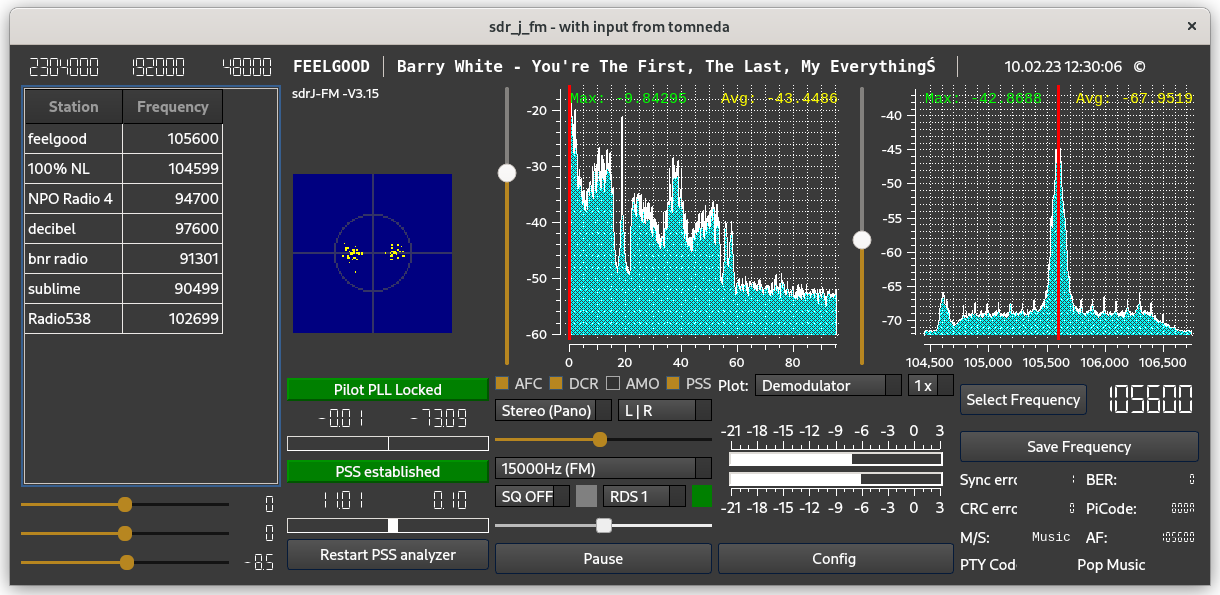 sdr_j_fm - with input from tomneda
2304000 192000 48000 FEELGOOD Barry White - You're The First, The Last, My EverythingŚ 10.02.23 12:30:06 ©
Station Frequency
feelgood 105600
100% NL 104599
NPO Radio 4 94700
decibel 97600
bnr radio 91301
sublime 90499
Radio538 102699
0
0
-8.5
sdrJ-FM -V3.15
Pilot PLL Locked
-0.01 -73.09
PSS established
11.01 0.10
Restart PSS analyzer
Max: -9.84295 Avg: -43.4486
-20
-30
-40
-50
-60
0 20 40 60 80
Max: -42.8688 Avg: -67.9519
-40
-45
-50
-55
-60
-65
-70
104,500 105,000 105,500 106,000 106,500
AFC DCR AMO PSS Plot: Demodulator 1 x
Stereo (Pano) L | R
15000Hz (FM)
SQ OFF RDS 1
Pause
-21 -18 -15 -12 -9 -6 -3 0 3
-21 -18 -15 -12 -9 -6 -3 0 3
Config
Select Frequency 105600
Save Frequency
Sync errc BER: 0
CRC errc 0 PiCode: 0000
M/S: Music AF: 105600
PTY Cod Pop Music